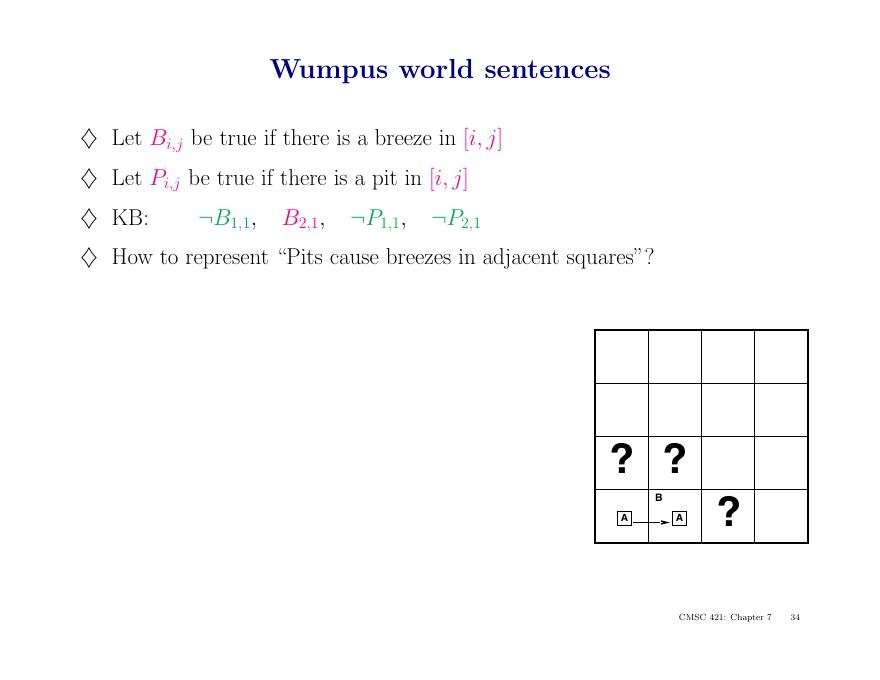 Wumpus world sentences
♢ Let B_{i,j} be true if there is a breeze in [i, j]
♢ Let P_{i,j} be true if there is a pit in [i, j]
♢ KB: ¬B_{1,1}, B_{2,1}, ¬P_{1,1}, ¬P_{2,1}
♢ How to represent “Pits cause breezes in adjacent squares”?
? ?
B
A A ?
CMSC 421: Chapter 7 34